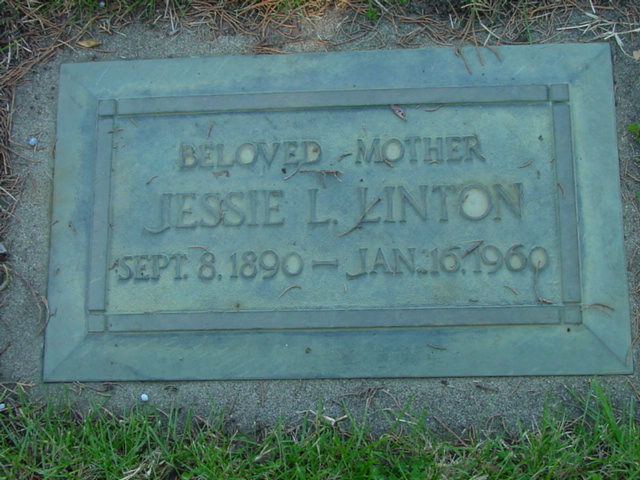 BELOVED MOTHER
JESSIE L. LINTON
SEPT. 8, 1890 – JAN. 16, 1960